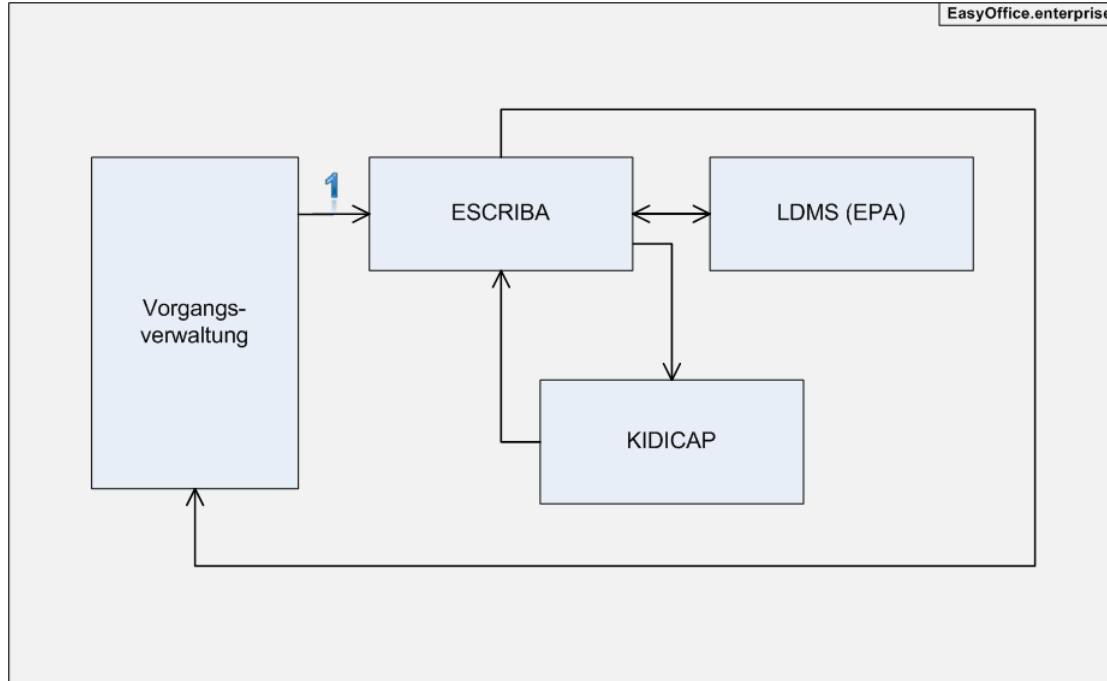 EasyOffice.enterprise
1
ESCRIBA
LDMS (EPA)
Vorgangs-
verwaltung
KIDICAP